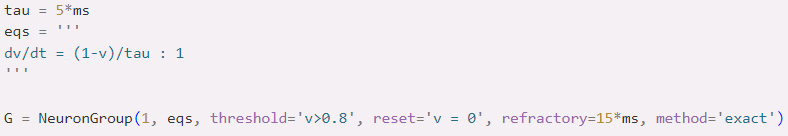 tau = 5*ms
eqs = '''
dv/dt = (1-v)/tau : 1
'''
G = NeuronGroup(1, eqs, threshold='v>0.8', reset='v = 0', refractory=15*ms, method='exact')